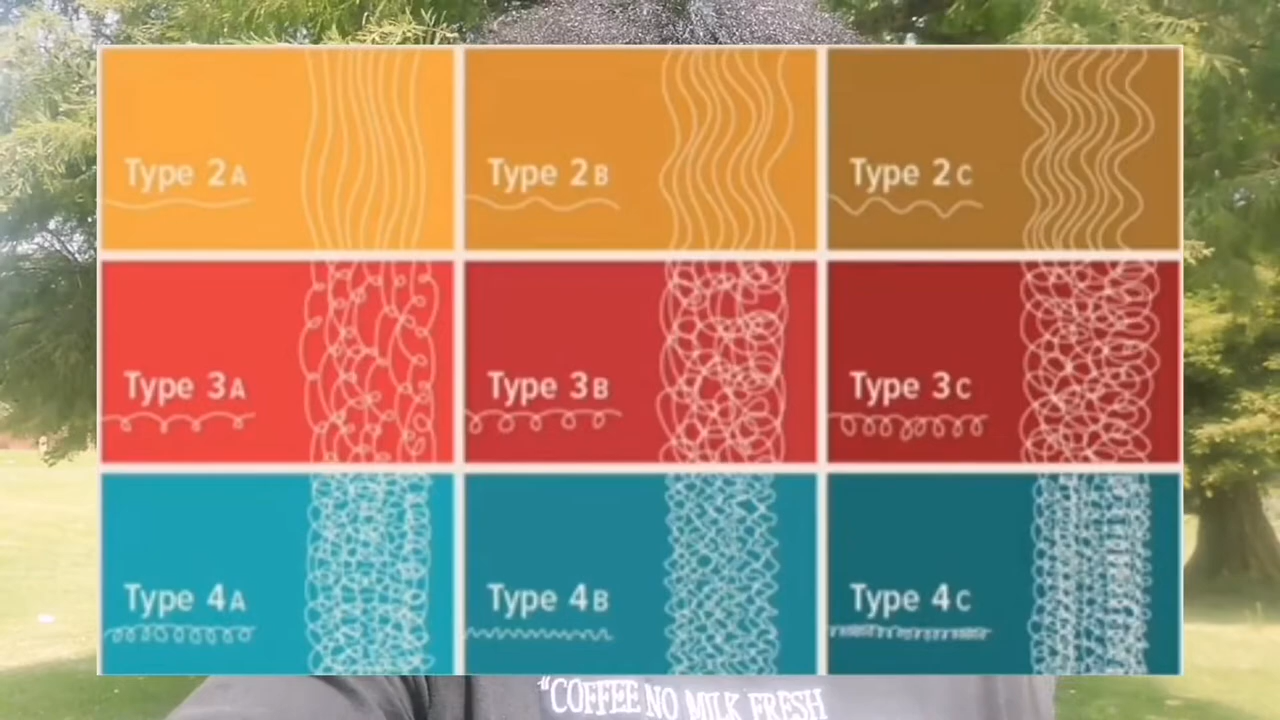 Type 2A
Type 2B
Type 2C
Type 3A
Type 3B
Type 3C
Type 4A
Type 4B
Type 4C
"COFFEE NO MILK FRESH